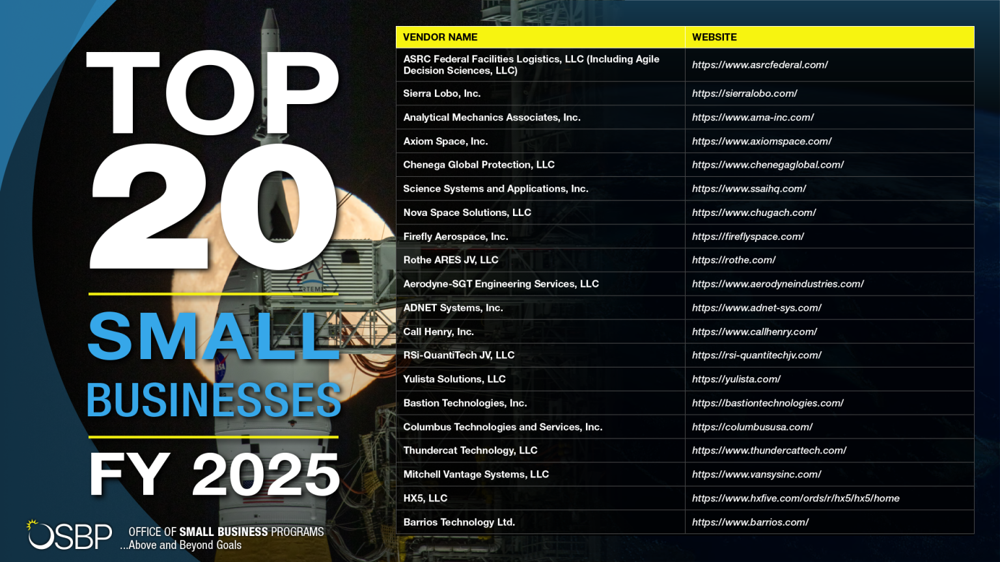 TOP
20
SMALL
BUSINESSES
FY 2025
ARTEMIS
NASA
OSBP
OFFICE OF SMALL BUSINESS PROGRAMS
...Above and Beyond Goals
VENDOR NAME WEBSITE
ASRC Federal Facilities Logistics, LLC (Including Agile
Decision Sciences, LLC) https://www.asrcfederal.com/
Sierra Lobo, Inc. https://sierralobo.com/
Analytical Mechanics Associates, Inc. https://www.ama-inc.com/
Axiom Space, Inc. https://www.axiomspace.com/
Chenega Global Protection, LLC https://www.chenegaglobal.com/
Science Systems and Applications, Inc. https://www.ssaihq.com/
Nova Space Solutions, LLC https://www.chugach.com/
Firefly Aerospace, Inc. https://fireflyspace.com/
Rothe ARES JV, LLC https://rothe.com/
Aerodyne-SGT Engineering Services, LLC https://www.aerodyneindustries.com/
ADNET Systems, Inc. https://www.adnet-sys.com/
Call Henry, Inc. https://www.callhenry.com/
RSi-QuantiTech JV, LLC https://rsi-quantitechjv.com/
Yulista Solutions, LLC https://yulista.com/
Bastion Technologies, Inc. https://bastiontechnologies.com/
Columbus Technologies and Services, Inc. https://columbususa.com/
Thundercat Technology, LLC https://www.thundercattech.com/
Mitchell Vantage Systems, LLC https://www.vansysinc.com/
HX5, LLC https://www.hxfive.com/ords/r/hx5/hx5/home
Barrios Technology Ltd. https://www.barrios.com/